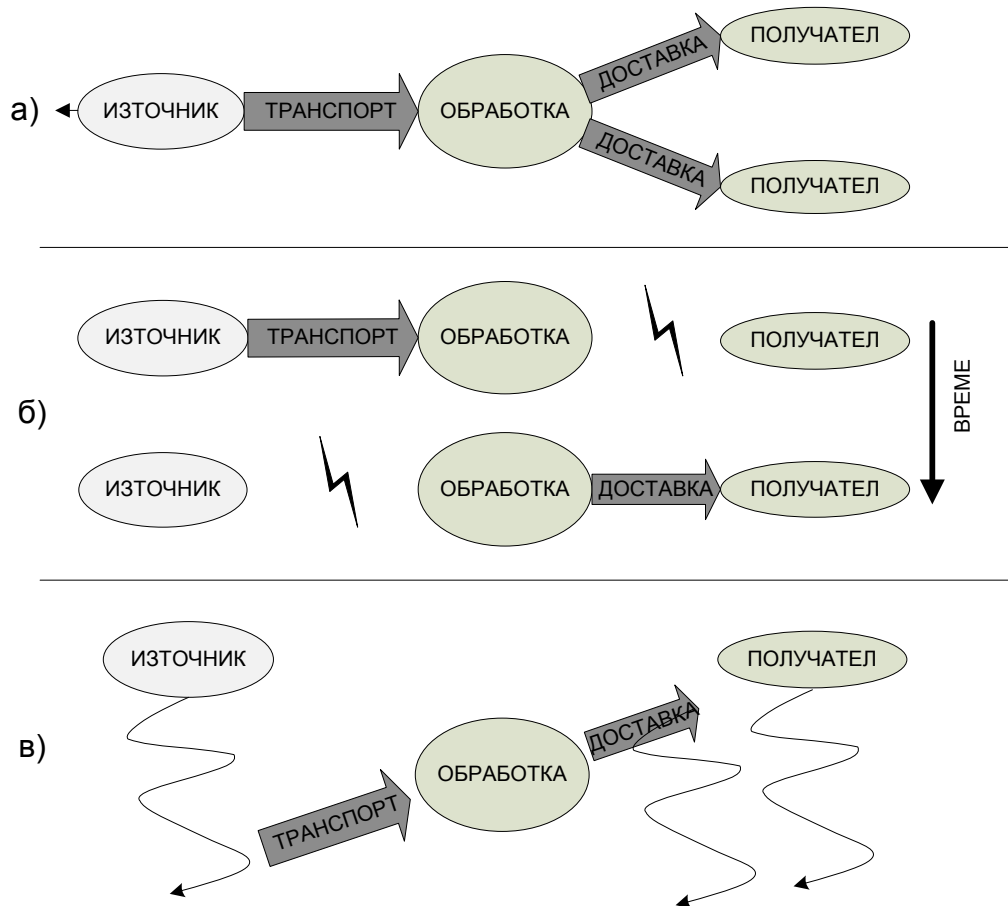 а)
ИЗТОЧНИК
ТРАНСПОРТ
ОБРАБОТКА
ДОСТАВКА
ПОЛУЧАТЕЛ
ДОСТАВКА
ПОЛУЧАТЕЛ
б)
ИЗТОЧНИК
ТРАНСПОРТ
ОБРАБОТКА
ПОЛУЧАТЕЛ
ИЗТОЧНИК
ОБРАБОТКА
ДОСТАВКА
ПОЛУЧАТЕЛ
ВРЕМЕ
в)
ИЗТОЧНИК
ТРАНСПОРТ
ОБРАБОТКА
ДОСТАВКА
ПОЛУЧАТЕЛ